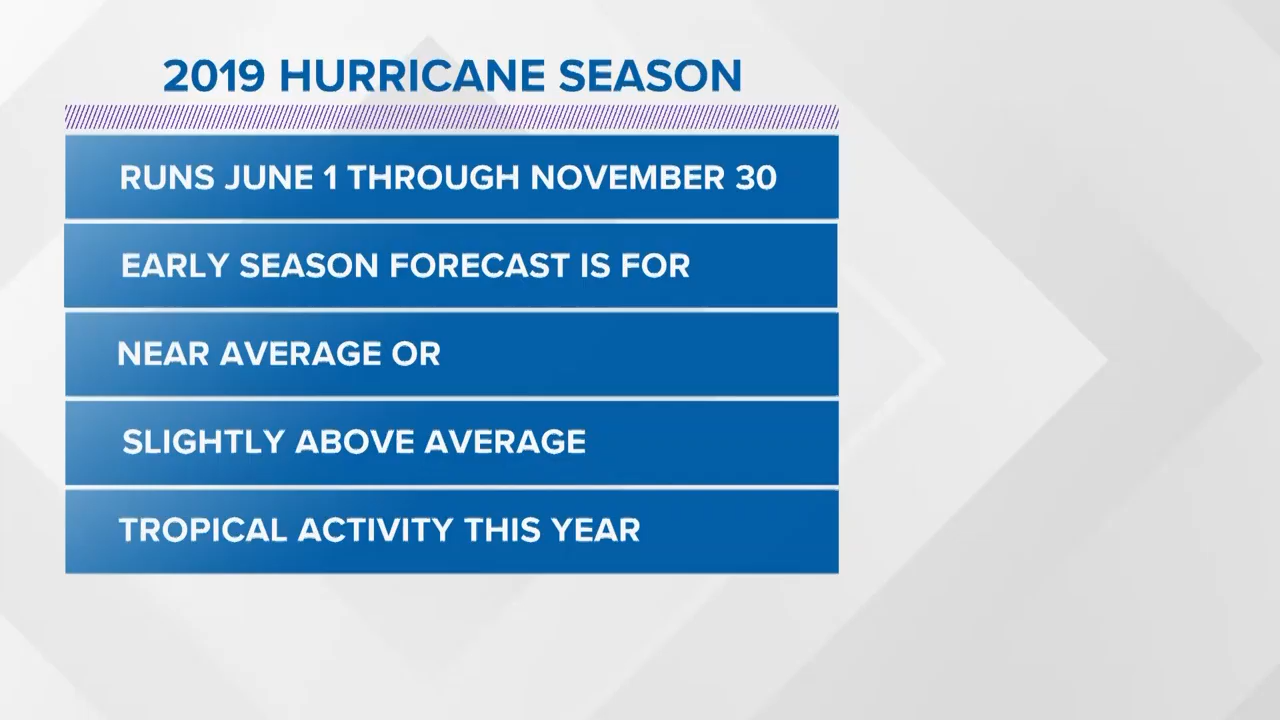 2019 HURRICANE SEASON
RUNS JUNE 1 THROUGH NOVEMBER 30
EARLY SEASON FORECAST IS FOR
NEAR AVERAGE OR
SLIGHTLY ABOVE AVERAGE
TROPICAL ACTIVITY THIS YEAR